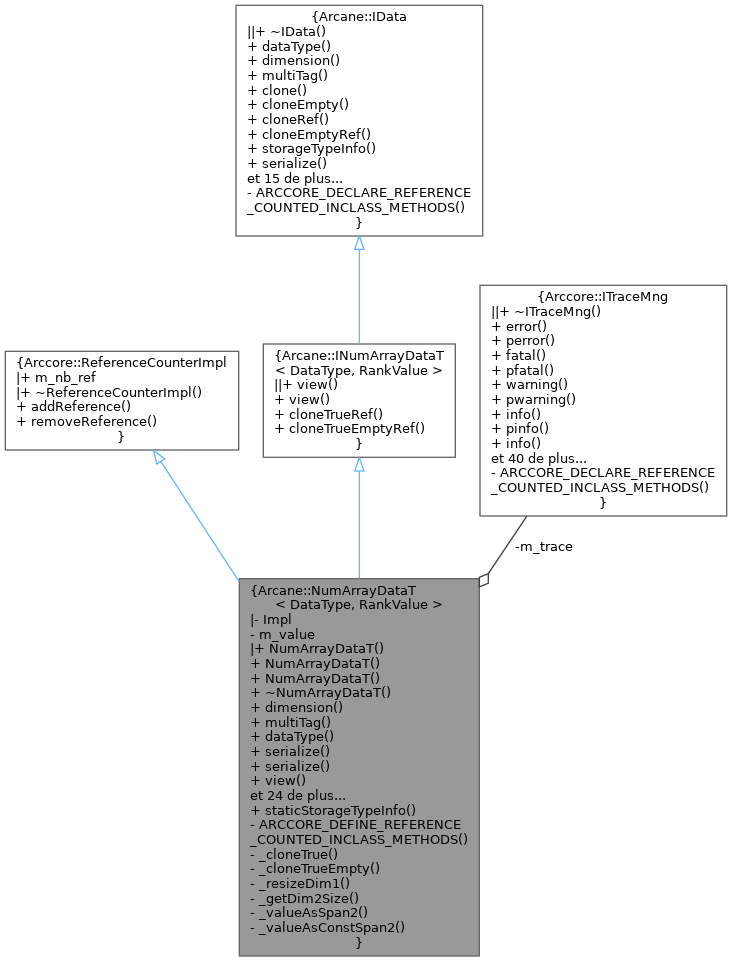 {Arcane::IData
||+ ~IData()
+ dataType()
+ dimension()
+ multiTag()
+ clone()
+ cloneEmpty()
+ cloneRef()
+ cloneEmptyRef()
+ storageTypeInfo()
+ serialize()
et 15 de plus...
- ARCCORE_DECLARE_REFERENCE
_COUNTED_INCLASS_METHODS()
}
{Arccore::ReferenceCounterImpl
|+ m_nb_ref
|+ ~ReferenceCounterImpl()
+ addReference()
+ removeReference()
}
{Arcane::INumArrayDataT
< DataType, RankValue >
||+ view()
+ view()
+ cloneTrueRef()
+ cloneTrueEmptyRef()
}
{Arccore::ITraceMng
||+ ~ITraceMng()
+ error()
+ perror()
+ fatal()
+ pfatal()
+ warning()
+ pwarning()
+ info()
+ pinfo()
+ info()
et 40 de plus...
- ARCCORE_DECLARE_REFERENCE
_COUNTED_INCLASS_METHODS()
}
-m_trace
{Arcane::NumArrayDataT
< DataType, RankValue >
|- Impl
- m_value
|+ NumArrayDataT()
+ NumArrayDataT()
+ NumArrayDataT()
+ ~NumArrayDataT()
+ dimension()
+ multiTag()
+ dataType()
+ serialize()
+ serialize()
+ view()
et 24 de plus...
+ staticStorageTypeInfo()
- ARCCORE_DEFINE_REFERENCE
_COUNTED_INCLASS_METHODS()
- _cloneTrue()
- _cloneTrueEmpty()
- _resizeDim1()
- _getDim2Size()
- _valueAsSpan2()
- _valueAsConstSpan2()
}